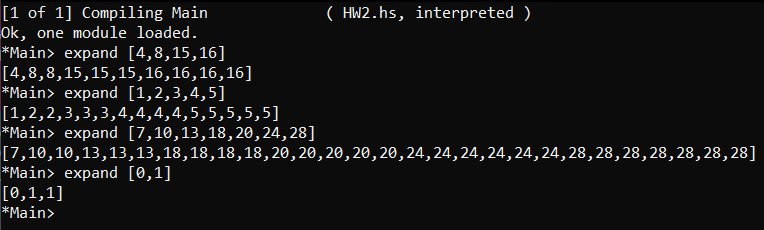 [1 of 1] Compiling Main             ( HW2.hs, interpreted )
Ok, one module loaded.
*Main> expand [4,8,15,16]
[4,8,8,15,15,15,16,16,16,16]
*Main> expand [1,2,3,4,5]
[1,2,2,3,3,3,4,4,4,4,5,5,5,5,5]
*Main> expand [7,10,13,18,20,24,28]
[7,10,10,13,13,13,18,18,18,18,20,20,20,20,20,24,24,24,24,24,24,28,28,28,28,28,28,28]
*Main> expand [0,1]
[0,1,1]
*Main>